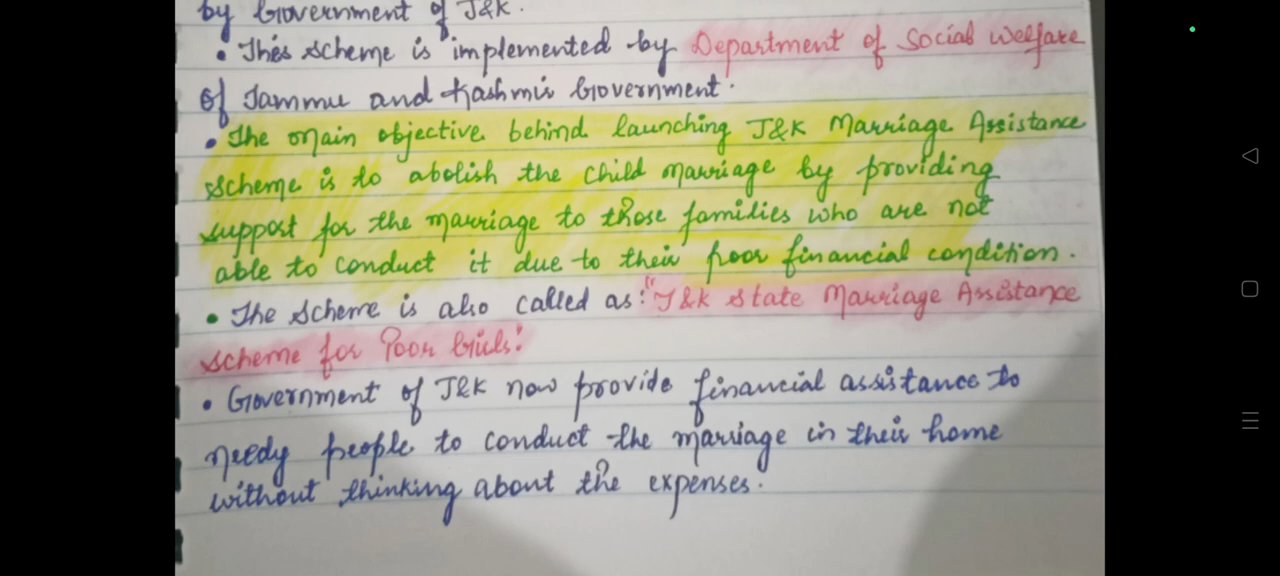 by Government of J&K.
• This scheme is implemented by Department of Social Welfare
of Jammu and Kashmir Government.
• The main objective behind launching J&K Marriage Assistance
scheme is to abolish the child marriage by providing
support for the marriage to those families who are not
able to conduct it due to their poor financial condition.
• The scheme is also called as: "J&K state Marriage Assistance
scheme for Poor Girls."
• Government of J&K now provide financial assistance to
needy people to conduct the marriage in their home
without thinking about the expenses.